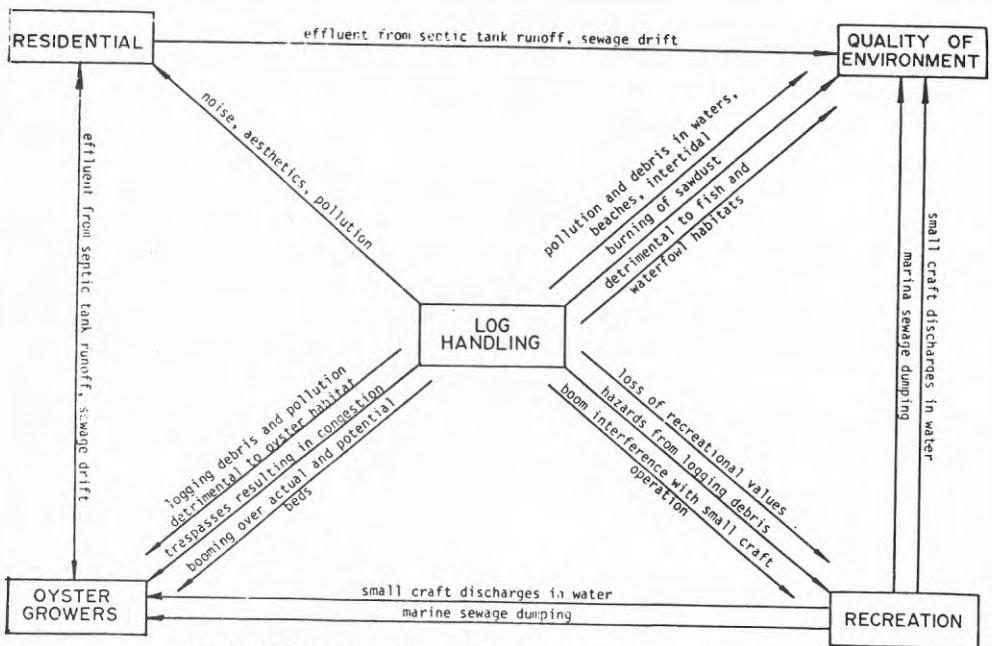 RESIDENTIAL
effluent from septic tank runoff, sewage drift
QUALITY OF
ENVIRONMENT
noise, aesthetics, pollution
pollution and debris in waters,
beaches, intertidal
burning of sawdust
detrimental to fish and
waterfowl habitats
effluent from septic tank runoff, sewage drift
small craft discharges in water
marina sewage dumping
LOG
HANDLING
logging debris and pollution
detrimental to oyster habitat
trespasses resulting in congestion
booming over actual and potential
beds
loss of recreational values
hazards from logging debris
boom interference with small craft
operation
OYSTER
GROWERS
small craft discharges in water
marine sewage dumping
RECREATION